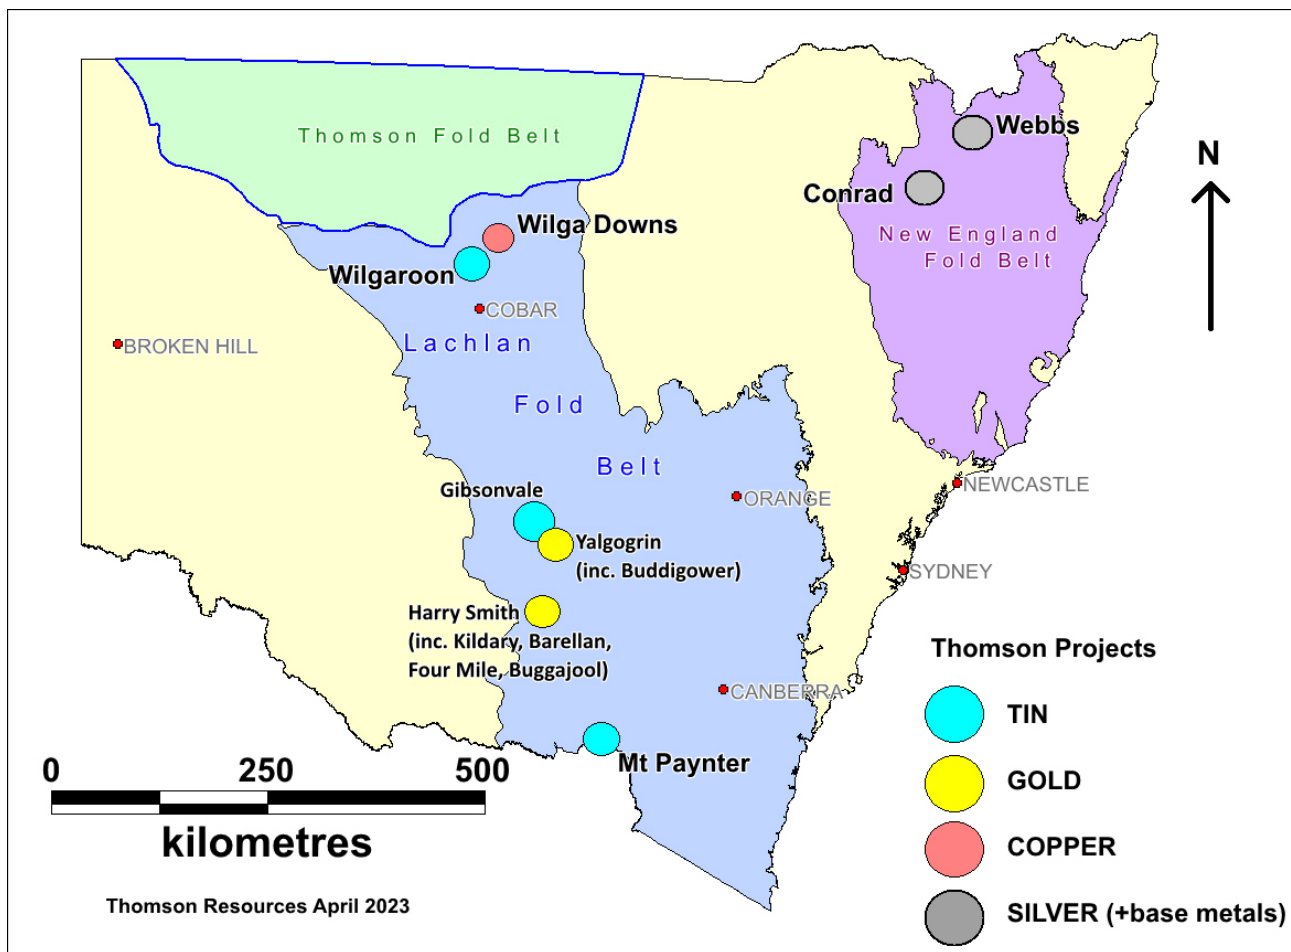 Thomson Fold Belt
Webbs
N
Conrad
Wilga Downs
New England
Fold Belt
Wilgaroon
COBAR
Lachlan
BROKEN HILL
Fold
Belt
Gibsonvale
ORANGE
NEWCASTLE
Yalgogrin
(inc. Buddigower)
SYDNEY
Harry Smith
(inc. Kildary, Barellan,
Four Mile, Buggajool)
CANBERRA
Mt Paynter
Thomson Projects
TIN
GOLD
COPPER
SILVER (+base metals)
0 250 500
kilometres
Thomson Resources April 2023